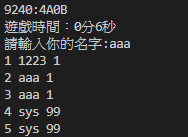 9240:4A0B
遊戲時間：0分6秒
請輸入你的名字:aaa
1 1223 1
2 aaa 1
3 aaa 1
4 sys 99
5 sys 99